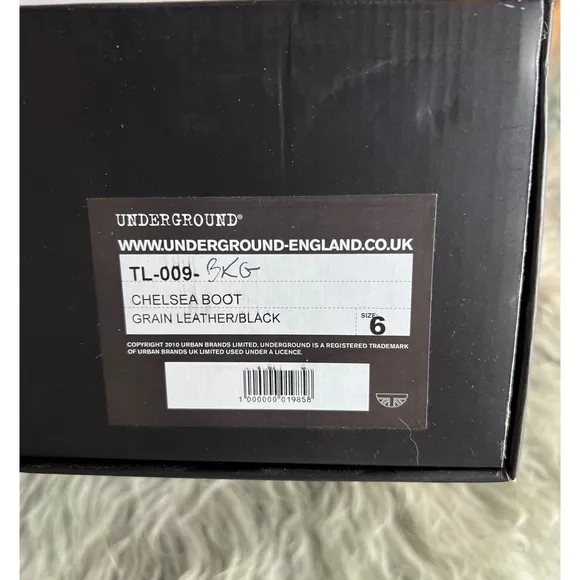 UNDERGROUND®
WWW.UNDERGROUND-ENGLAND.CO.UK
TL-009-BKG
CHELSEA BOOT
GRAIN LEATHER/BLACK
SIZE: 6
COPYRIGHT 2010 URBAN BRANDS LIMITED, UNDERGROUND IS A REGISTERED TRADEMARK
OF URBAN BRANDS UK LIMITED USED UNDER A LICENCE.
1 000000 019858